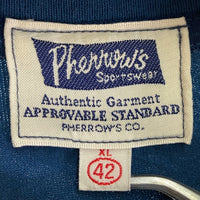 Pherrow's
Sportswear
Authentic Garment
APPROVABLE STANDARD
PHERROW'S CO.
XL
42